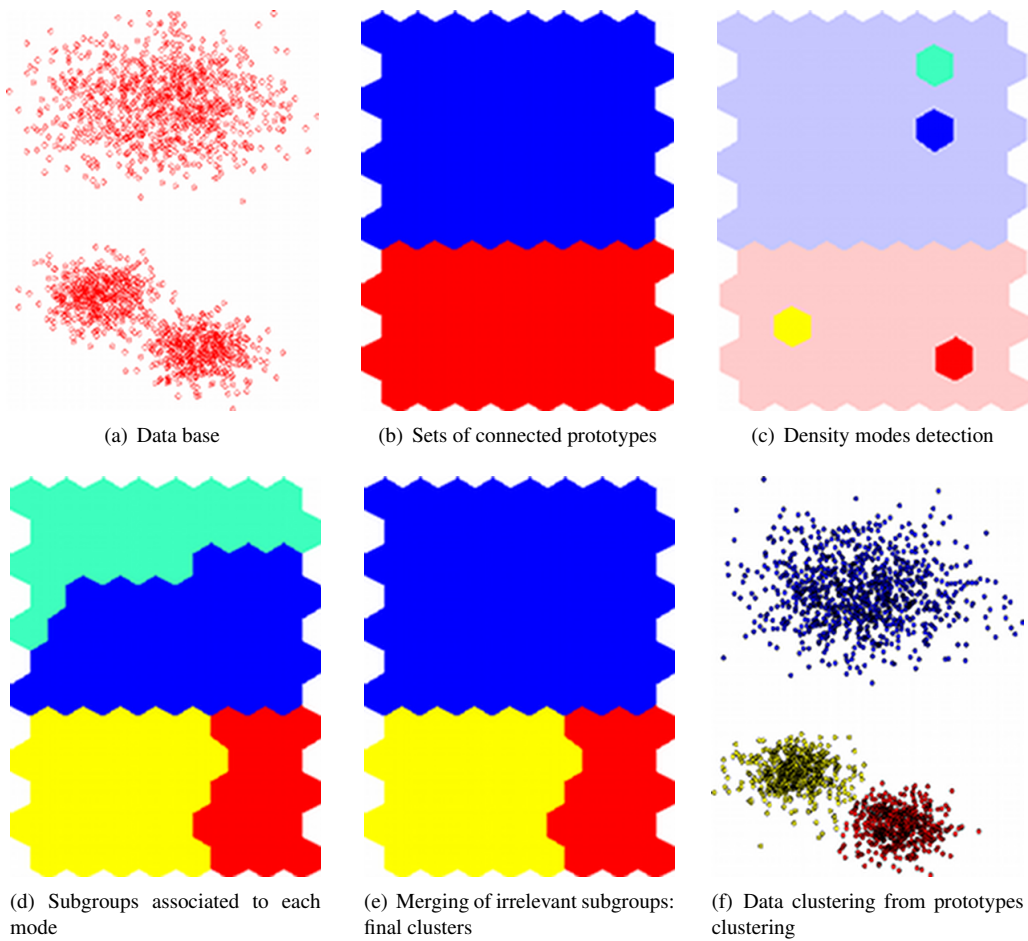 (a) Data base
(b) Sets of connected prototypes
(c) Density modes detection
(d) Subgroups associated to each
mode
(e) Merging of irrelevant subgroups:
final clusters
(f) Data clustering from prototypes
clustering